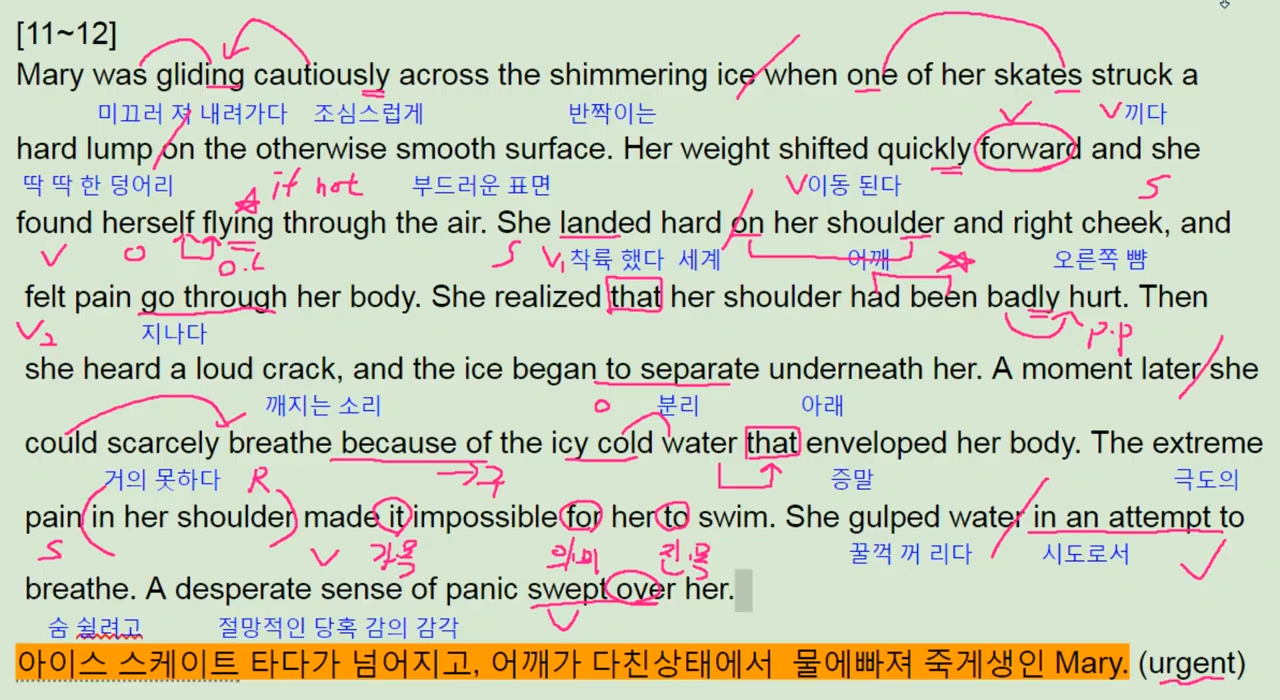 [11~12]
Mary was gliding cautiously across the shimmering ice when one of her skates struck a
미끄러 져 내려가다 조심스럽게 반짝이는 V 끼다
hard lump on the otherwise smooth surface. Her weight shifted quickly forward and she
딱 딱 한 덩어리 if not 부드러운 표면 V 이동 된다 S
found herself flying through the air. She landed hard on her shoulder and right cheek, and
V O O.C S V1 착륙 했다 세계 어깨 오른쪽 뺨
felt pain go through her body. She realized that her shoulder had been badly hurt. Then
V2 지나다 p.p
she heard a loud crack, and the ice began to separate underneath her. A moment later she
깨지는 소리 o 분리 아래
could scarcely breathe because of the icy cold water that enveloped her body. The extreme
거의 못하다 R 구 증말 극도의
pain in her shoulder made it impossible for her to swim. She gulped water in an attempt to
S V 가목 의미 진목 꿀꺽 꺼 리다 시도로서
breathe. A desperate sense of panic swept over her.
숨 쉴려고 절망적인 당혹 감의 감각
아이스 스케이트 타다가 넘어지고, 어깨가 다친상태에서 물에빠져 죽게생인 Mary. (urgent)